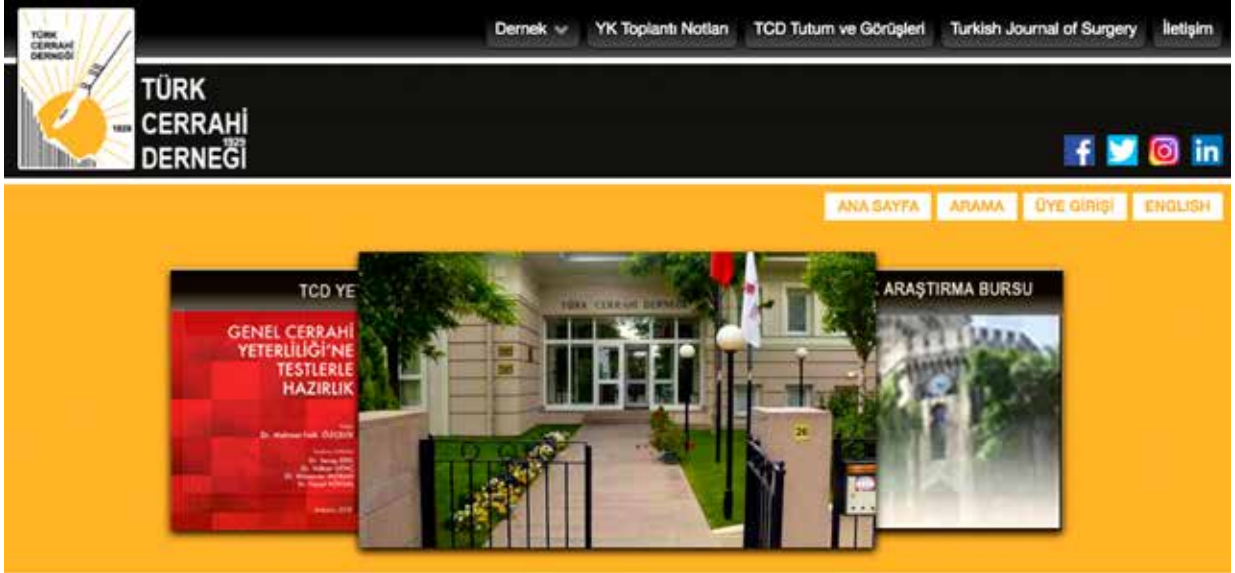 Dernek
YK Toplantı Notları
TCD Tutum ve Görüşleri
Turkish Journal of Surgery
İletişim
TÜRK
CERRAHİ
DERNEĞİ
1929
TÜRK
CERRAHİ
1929
DERNEĞİ
f
in
ANA SAYFA
ARAMA
ÜYE GİRİŞİ
ENGLISH
TCD YE
GENEL CERRAHİ
YETERLİLİĞİ'NE
TESTLERLE
HAZIRLIK
TÜRK CERRAHİ DERNEĞİ
26
ARAŞTIRMA BURSU